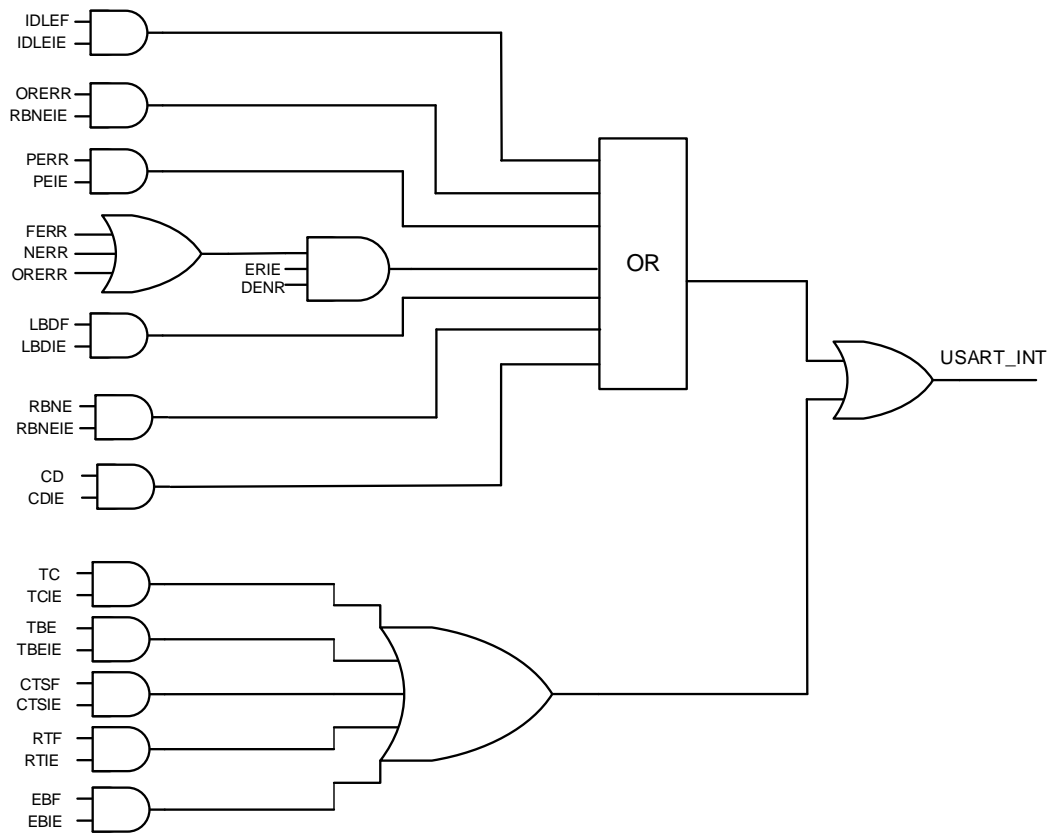 IDLEF
IDLEIE
ORERR
RBNEIE
PERR
PEIE
FERR
NERR
ORERR
ERIE
DENR
LBDF
LBDIE
RBNE
RBNEIE
CD
CDIE
OR
USART_INT
TC
TCIE
TBE
TBEIE
CTSF
CTSIE
RTF
RTIE
EBF
EBIE